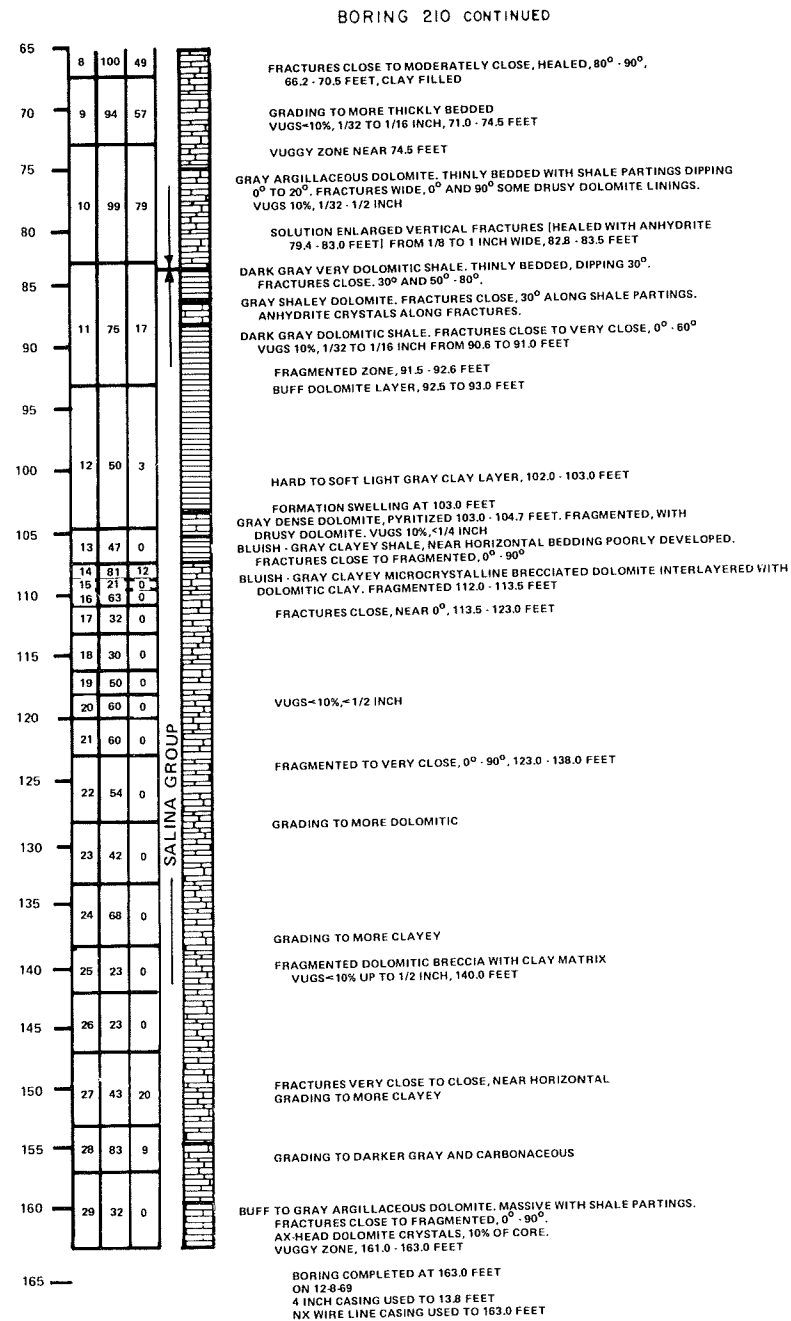 BORING 210 CONTINUED
65
8 100 49
FRACTURES CLOSE TO MODERATELY CLOSE, HEALED, 80° - 90°,
66.2 - 70.5 FEET, CLAY FILLED
70
9 94 57
GRADING TO MORE THICKLY BEDDED
VUGS<10%, 1/32 TO 1/16 INCH, 71.0 - 74.5 FEET
VUGGY ZONE NEAR 74.5 FEET
75
GRAY ARGILLACEOUS DOLOMITE. THINLY BEDDED WITH SHALE PARTINGS DIPPING
0° TO 20°. FRACTURES WIDE, 0° AND 90° SOME DRUSY DOLOMITE LININGS.
VUGS 10%, 1/32 - 1/2 INCH
10 99 79
80
SOLUTION ENLARGED VERTICAL FRACTURES [HEALED WITH ANHYDRITE
79.4 - 83.0 FEET] FROM 1/8 TO 1 INCH WIDE, 82.8 - 83.5 FEET
DARK GRAY VERY DOLOMITIC SHALE. THINLY BEDDED, DIPPING 30°.
FRACTURES CLOSE. 30° AND 50° - 80°.
85
GRAY SHALEY DOLOMITE. FRACTURES CLOSE, 30° ALONG SHALE PARTINGS.
ANHYDRITE CRYSTALS ALONG FRACTURES.
11 75 17
DARK GRAY DOLOMITIC SHALE. FRACTURES CLOSE TO VERY CLOSE, 0° - 60°
VUGS 10%, 1/32 TO 1/16 INCH FROM 90.6 TO 91.0 FEET
90
FRAGMENTED ZONE, 91.5 - 92.6 FEET
BUFF DOLOMITE LAYER, 92.5 TO 93.0 FEET
95
12 50 3
100
HARD TO SOFT LIGHT GRAY CLAY LAYER, 102.0 - 103.0 FEET
FORMATION SWELLING AT 103.0 FEET
GRAY DENSE DOLOMITE, PYRITIZED 103.0 - 104.7 FEET. FRAGMENTED, WITH
DRUSY DOLOMITE. VUGS 10%,<1/4 INCH
105
13 47 0
BLUISH - GRAY CLAYEY SHALE, NEAR HORIZONTAL BEDDING POORLY DEVELOPED.
FRACTURES CLOSE TO FRAGMENTED, 0° - 90°
14 81 12
BLUISH - GRAY CLAYEY MICROCRYSTALLINE BRECCIATED DOLOMITE INTERLAYERED WITH
DOLOMITIC CLAY. FRAGMENTED 112.0 - 113.5 FEET
15 21 0
110
16 63 0
FRACTURES CLOSE, NEAR 0°, 113.5 - 123.0 FEET
17 32 0
115
18 30 0
19 50 0
VUGS<10%,<1/2 INCH
20 60 0
120
21 60 0
SALINA GROUP
FRAGMENTED TO VERY CLOSE, 0° - 90°, 123.0 - 138.0 FEET
125
22 54 0
GRADING TO MORE DOLOMITIC
130
23 42 0
135
24 68 0
GRADING TO MORE CLAYEY
FRAGMENTED DOLOMITIC BRECCIA WITH CLAY MATRIX
VUGS<10% UP TO 1/2 INCH, 140.0 FEET
140
25 23 0
145
26 23 0
FRACTURES VERY CLOSE TO CLOSE, NEAR HORIZONTAL
GRADING TO MORE CLAYEY
150
27 43 20
155
28 83 9
GRADING TO DARKER GRAY AND CARBONACEOUS
160
29 32 0
BUFF TO GRAY ARGILLACEOUS DOLOMITE. MASSIVE WITH SHALE PARTINGS.
FRACTURES CLOSE TO FRAGMENTED, 0° - 90°.
AX-HEAD DOLOMITE CRYSTALS, 10% OF CORE.
VUGGY ZONE, 161.0 - 163.0 FEET
165
BORING COMPLETED AT 163.0 FEET
ON 12-8-69
4 INCH CASING USED TO 13.8 FEET
NX WIRE LINE CASING USED TO 163.0 FEET